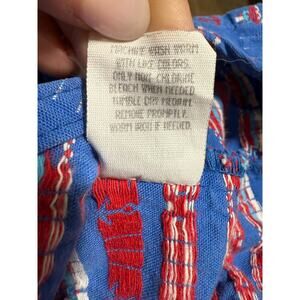 MACHINE WASH WARM
WITH LIKE COLORS.
ONLY NON-CHLORINE
BLEACH WHEN NEEDED
TUMBLE DRY MEDIUM.
REMOVE PROMPTLY.
WARM IRON IF NEEDED.